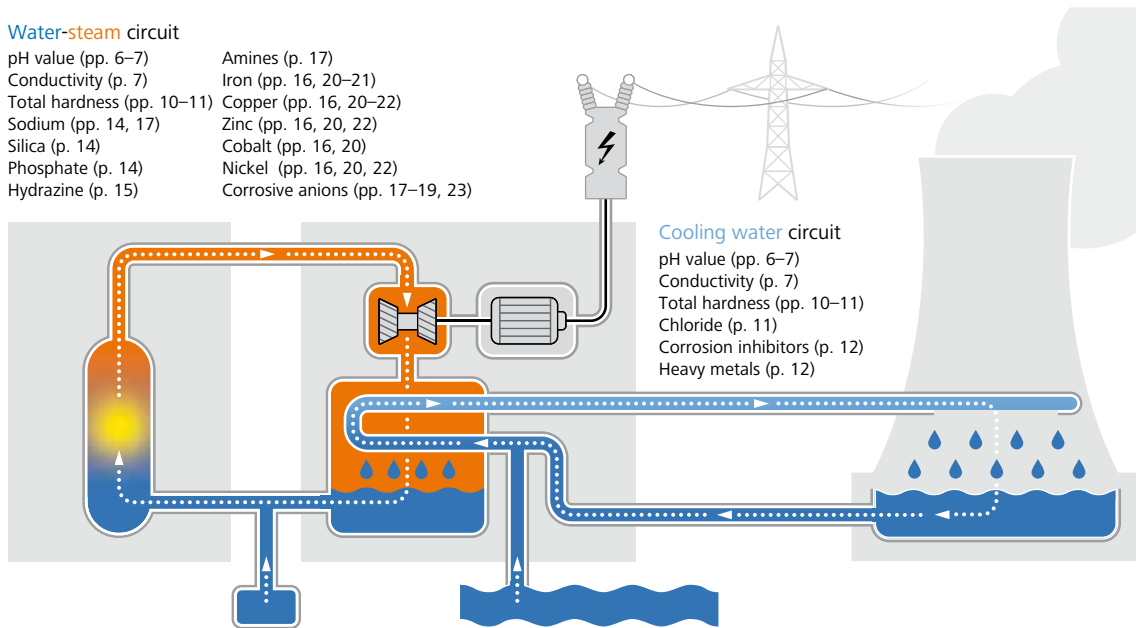 Water-steam circuit
pH value (pp. 6–7)
Conductivity (p. 7)
Total hardness (pp. 10–11)
Sodium (pp. 14, 17)
Silica (p. 14)
Phosphate (p. 14)
Hydrazine (p. 15)
Amines (p. 17)
Iron (pp. 16, 20–21)
Copper (pp. 16, 20–22)
Zinc (pp. 16, 20, 22)
Cobalt (pp. 16, 20)
Nickel (pp. 16, 20, 22)
Corrosive anions (pp. 17–19, 23)
Cooling water circuit
pH value (pp. 6–7)
Conductivity (p. 7)
Total hardness (pp. 10–11)
Chloride (p. 11)
Corrosion inhibitors (p. 12)
Heavy metals (p. 12)